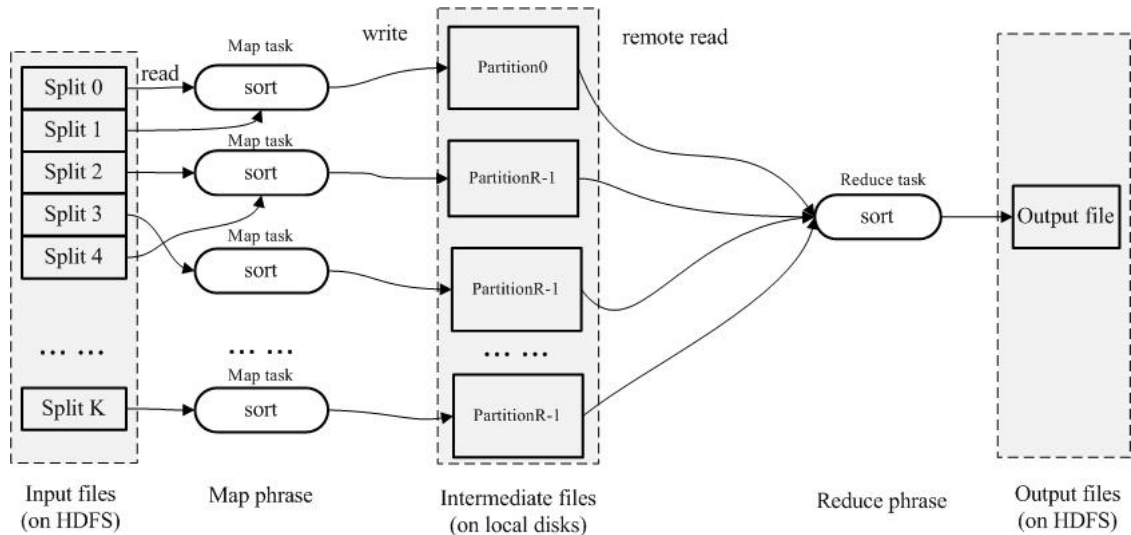 Map task
write
remote read
read
Split 0
sort
Partition0
Split 1
Map task
Split 2
sort
PartitionR-1
Reduce task
Split 3
sort
Output file
Map task
Split 4
sort
PartitionR-1
... ...
... ...
... ...
Map task
Split K
sort
PartitionR-1
Input files
(on HDFS)
Map phrase
Intermediate files
(on local disks)
Reduce phrase
Output files
(on HDFS)